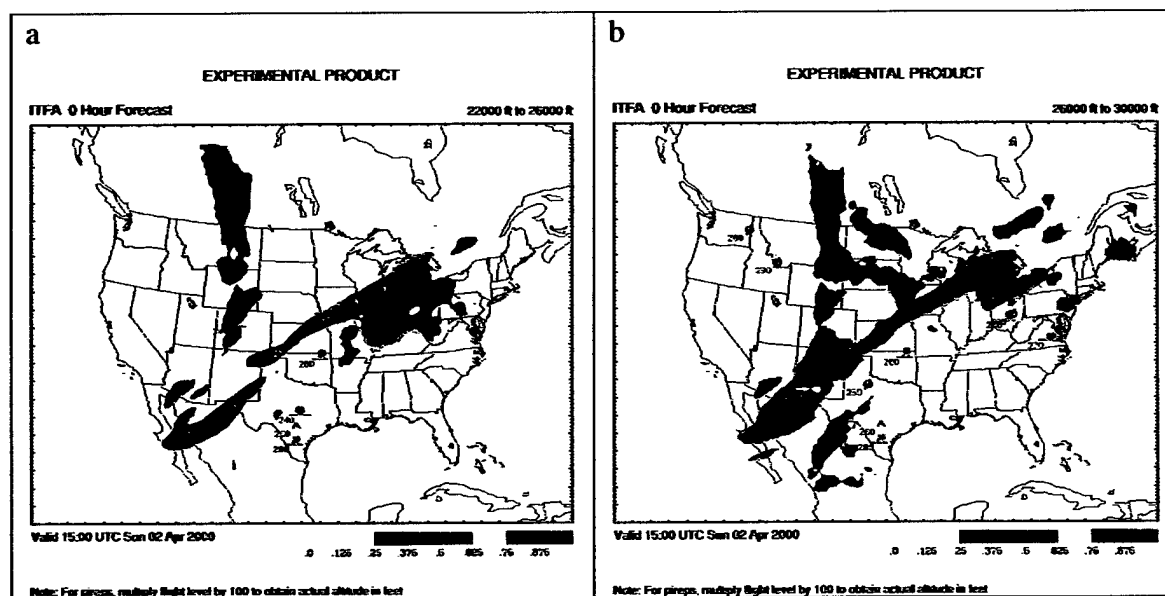 a
EXPERIMENTAL PRODUCT
ITFA 0 Hour Forecast 22000 ft to 26000 ft
Valid 15:00 UTC Sun 02 Apr 2000
.0 .125 .25 .375 .5 .625 .75 .875
Note: For pireps, multiply flight level by 100 to obtain actual altitude in feet
b
EXPERIMENTAL PRODUCT
ITFA 0 Hour Forecast 26000 ft to 30000 ft
290
290
260
Valid 15:00 UTC Sun 02 Apr 2000
.0 .125 .25 .375 .5 .625 .75 .875
Note: For pireps, multiply flight level by 100 to obtain actual altitude in feet